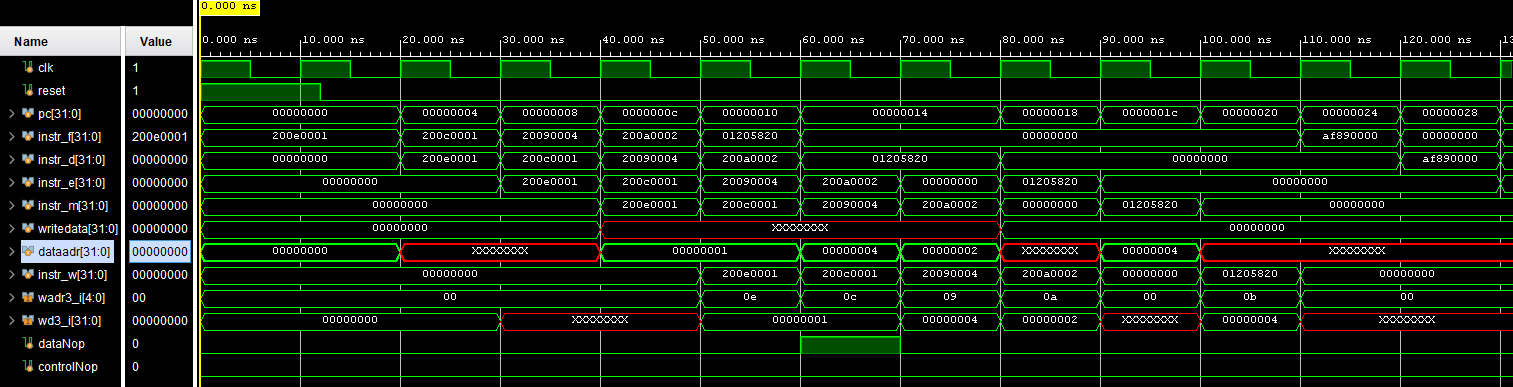 0.000 ns
Name Value 0.000 ns 10.000 ns 20.000 ns 30.000 ns 40.000 ns 50.000 ns 60.000 ns 70.000 ns 80.000 ns 90.000 ns 100.000 ns 110.000 ns 120.000 ns
clk 1
reset 1
pc[31:0] 00000000 00000000 00000004 00000008 0000000c 00000010 00000014 00000018 0000001c 00000020 00000024 00000028
instr_f[31:0] 200e0001 200e0001 200c0001 20090004 200a0002 01205820 00000000 af890000 00000000
instr_d[31:0] 00000000 00000000 200e0001 200c0001 20090004 200a0002 01205820 00000000 af890000
instr_e[31:0] 00000000 00000000 200e0001 200c0001 20090004 200a0002 00000000 01205820 00000000
instr_m[31:0] 00000000 00000000 200e0001 200c0001 20090004 200a0002 00000000 01205820 00000000
writedata[31:0] 00000000 00000000 XXXXXXXX 00000000
dataadr[31:0] 00000000 00000000 XXXXXXXX 00000001 00000004 00000002 XXXXXXXX 00000004 XXXXXXXX
instr_w[31:0] 00000000 00000000 200e0001 200c0001 20090004 200a0002 00000000 01205820 00000000
wadr3_i[4:0] 00 00 0e 0c 09 0a 00 0b 00
wd3_i[31:0] 00000000 00000000 XXXXXXXX 00000001 00000004 00000002 XXXXXXXX 00000004 XXXXXXXX
dataNop 0
controlNop 0